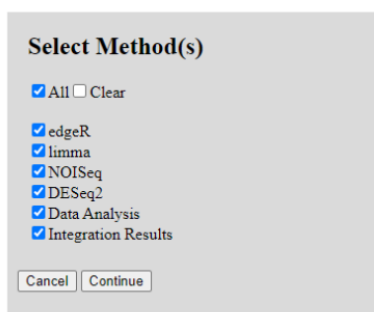 Select Method(s)
All Clear
edgeR
limma
NOISeq
DESeq2
Data Analysis
Integration Results
Cancel Continue